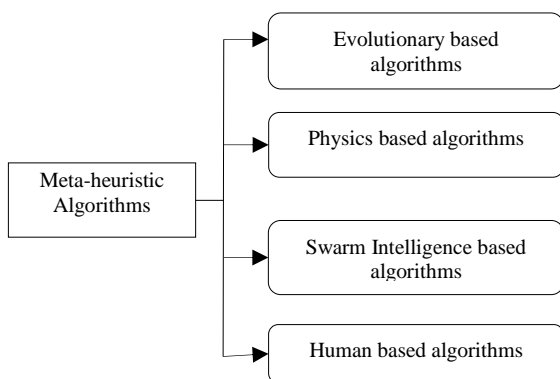 Evolutionary based
algorithms
Physics based algorithms
Meta-heuristic
Algorithms
Swarm Intelligence based
algorithms
Human based algorithms